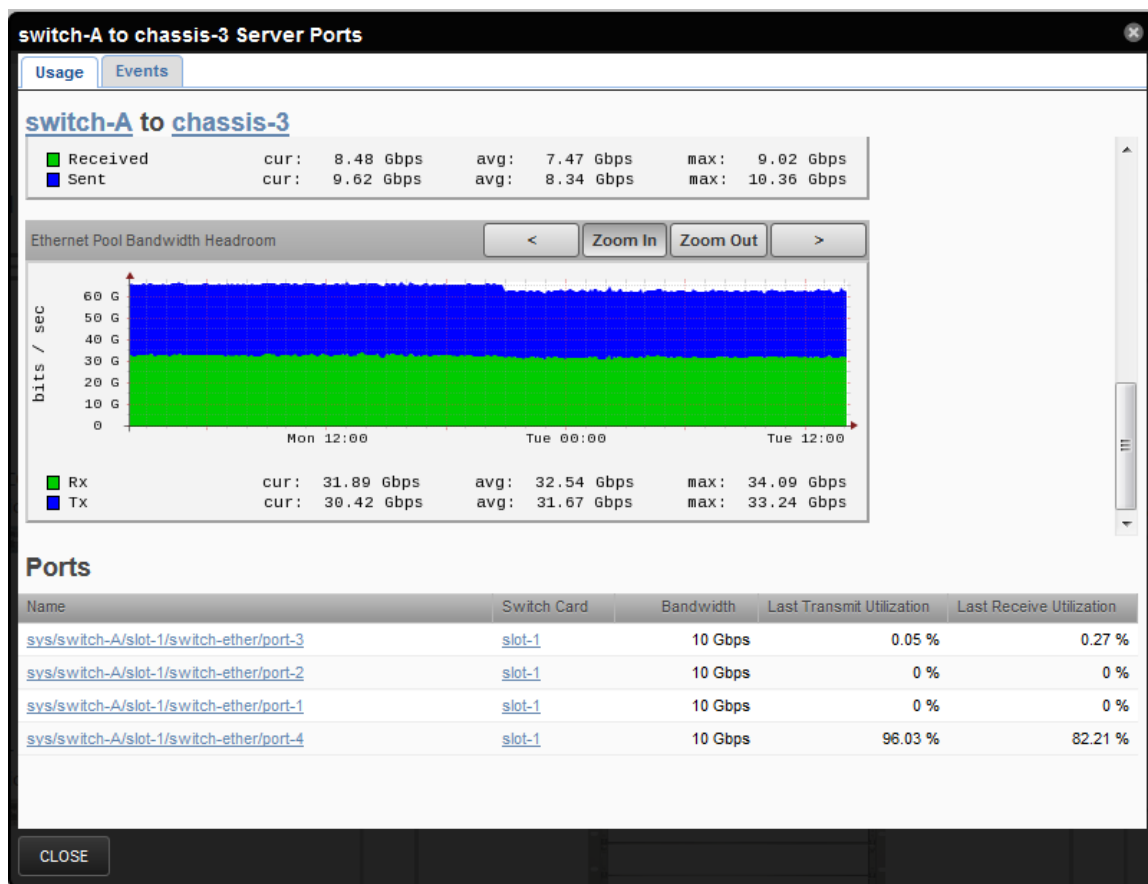 switch-A to chassis-3 Server Ports
Usage Events
switch-A to chassis-3
Received cur: 8.48 Gbps avg: 7.47 Gbps max: 9.02 Gbps
Sent cur: 9.62 Gbps avg: 8.34 Gbps max: 10.36 Gbps
Ethernet Pool Bandwidth Headroom < Zoom In Zoom Out >
bits / sec
60 G
50 G
40 G
30 G
20 G
10 G
0
Mon 12:00 Tue 00:00 Tue 12:00
Rx cur: 31.89 Gbps avg: 32.54 Gbps max: 34.09 Gbps
Tx cur: 30.42 Gbps avg: 31.67 Gbps max: 33.24 Gbps
Ports
Name Switch Card Bandwidth Last Transmit Utilization Last Receive Utilization
sys/switch-A/slot-1/switch-ether/port-3 slot-1 10 Gbps 0.05 % 0.27 %
sys/switch-A/slot-1/switch-ether/port-2 slot-1 10 Gbps 0 % 0 %
sys/switch-A/slot-1/switch-ether/port-1 slot-1 10 Gbps 0 % 0 %
sys/switch-A/slot-1/switch-ether/port-4 slot-1 10 Gbps 96.03 % 82.21 %
CLOSE